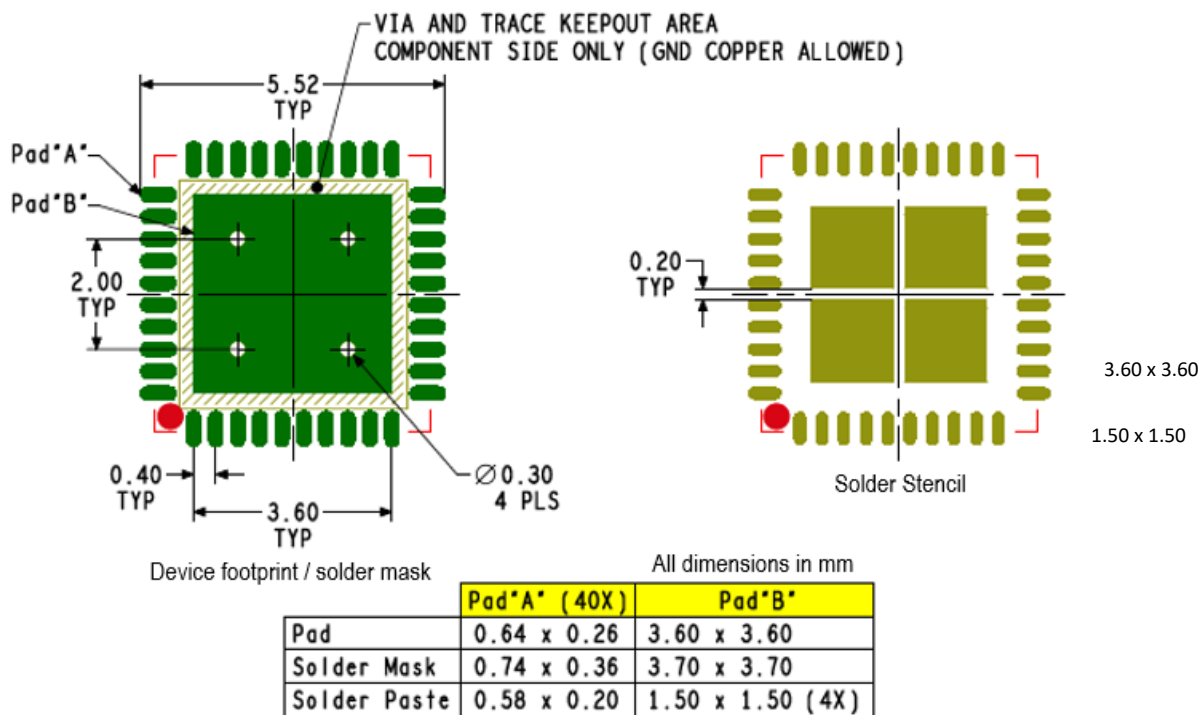 VIA AND TRACE KEEPOUT AREA
COMPONENT SIDE ONLY (GND COPPER ALLOWED)
5.52
TYP
Pad"A"
Pad"B"
2.00
TYP
0.40
TYP
3.60
TYP
Ø0.30
4 PLS
Device footprint / solder mask
0.20
TYP
3.60 x 3.60
1.50 x 1.50
Solder Stencil
All dimensions in mm
Pad"A" (40X) Pad"B"
Pad 0.64 x 0.26 3.60 x 3.60
Solder Mask 0.74 x 0.36 3.70 x 3.70
Solder Paste 0.58 x 0.20 1.50 x 1.50 (4X)